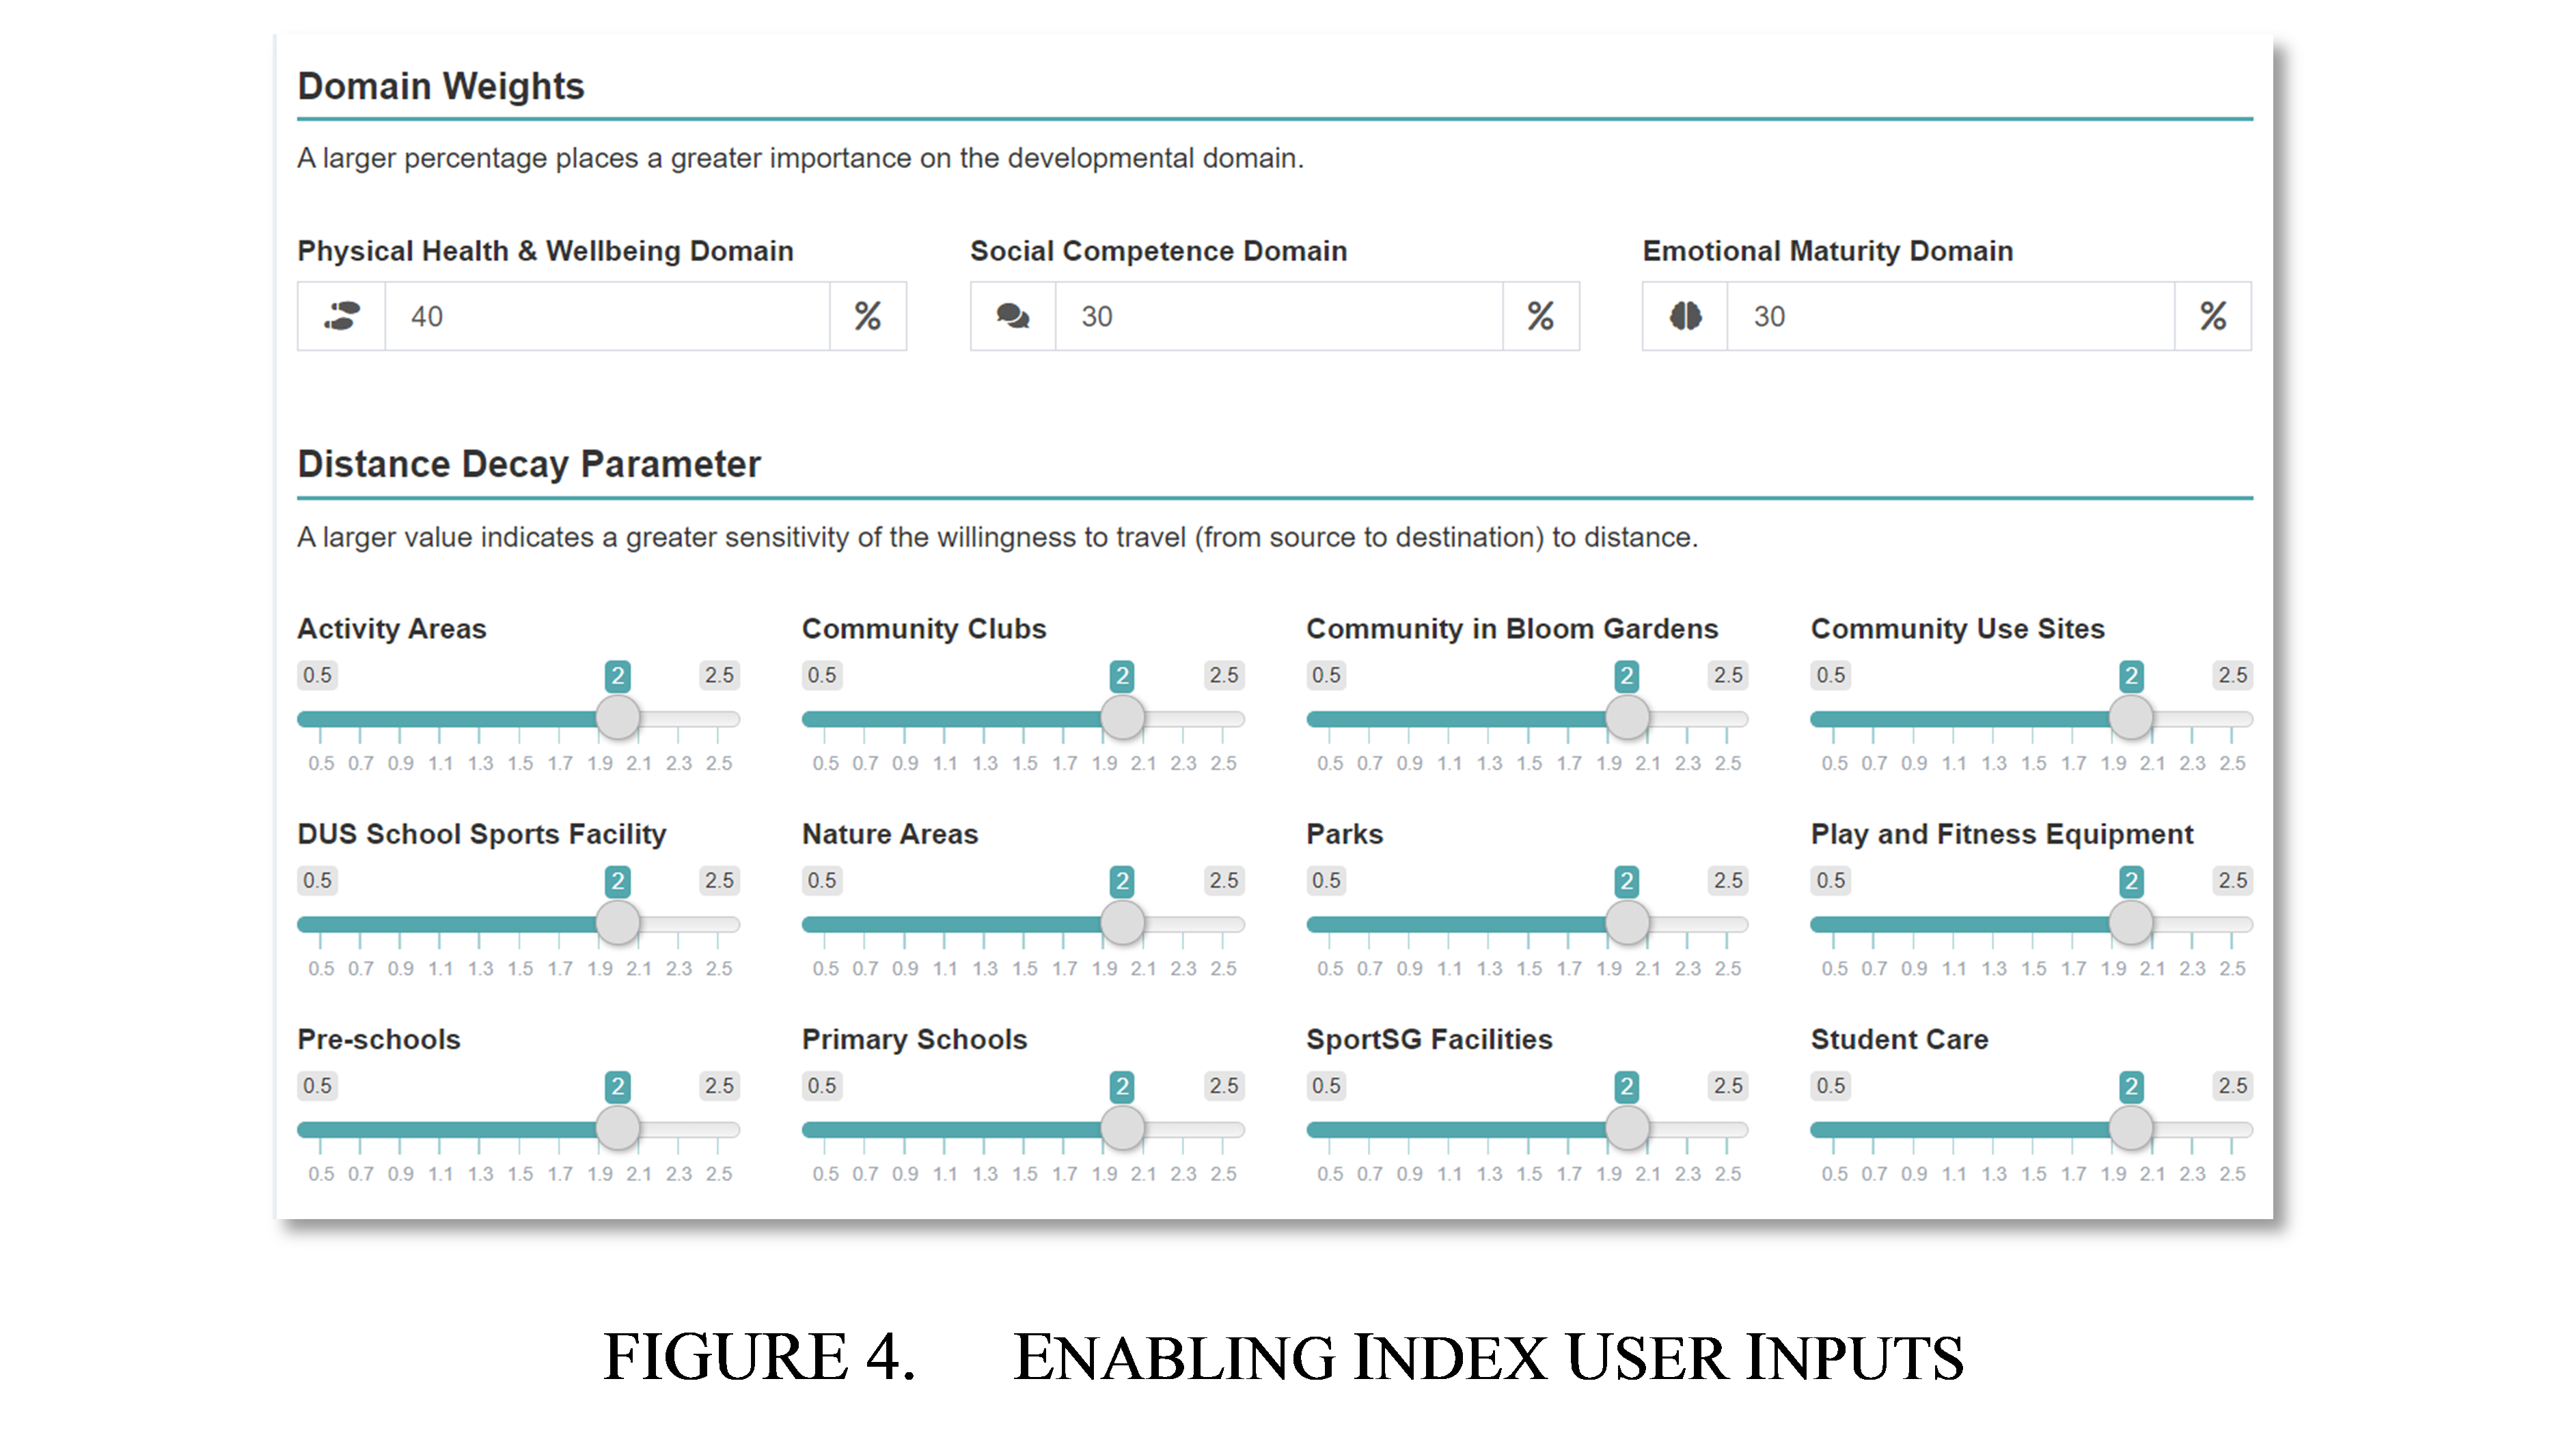 Domain Weights
A larger percentage places a greater importance on the developmental domain.
Physical Health & Wellbeing Domain Social Competence Domain Emotional Maturity Domain
40 % 30 % 30 %
Distance Decay Parameter
A larger value indicates a greater sensitivity of the willingness to travel (from source to destination) to distance.
Activity Areas Community Clubs Community in Bloom Gardens Community Use Sites
0.5 2 2.5 0.5 2 2.5 0.5 2 2.5 0.5 2 2.5
0.5 0.7 0.9 1.1 1.3 1.5 1.7 1.9 2.1 2.3 2.5 0.5 0.7 0.9 1.1 1.3 1.5 1.7 1.9 2.1 2.3 2.5 0.5 0.7 0.9 1.1 1.3 1.5 1.7 1.9 2.1 2.3 2.5 0.5 0.7 0.9 1.1 1.3 1.5 1.7 1.9 2.1 2.3 2.5
DUS School Sports Facility Nature Areas Parks Play and Fitness Equipment
0.5 2 2.5 0.5 2 2.5 0.5 2 2.5 0.5 2 2.5
0.5 0.7 0.9 1.1 1.3 1.5 1.7 1.9 2.1 2.3 2.5 0.5 0.7 0.9 1.1 1.3 1.5 1.7 1.9 2.1 2.3 2.5 0.5 0.7 0.9 1.1 1.3 1.5 1.7 1.9 2.1 2.3 2.5 0.5 0.7 0.9 1.1 1.3 1.5 1.7 1.9 2.1 2.3 2.5
Pre-schools Primary Schools SportSG Facilities Student Care
0.5 2 2.5 0.5 2 2.5 0.5 2 2.5 0.5 2 2.5
0.5 0.7 0.9 1.1 1.3 1.5 1.7 1.9 2.1 2.3 2.5 0.5 0.7 0.9 1.1 1.3 1.5 1.7 1.9 2.1 2.3 2.5 0.5 0.7 0.9 1.1 1.3 1.5 1.7 1.9 2.1 2.3 2.5 0.5 0.7 0.9 1.1 1.3 1.5 1.7 1.9 2.1 2.3 2.5
FIGURE 4. ENABLING INDEX USER INPUTS